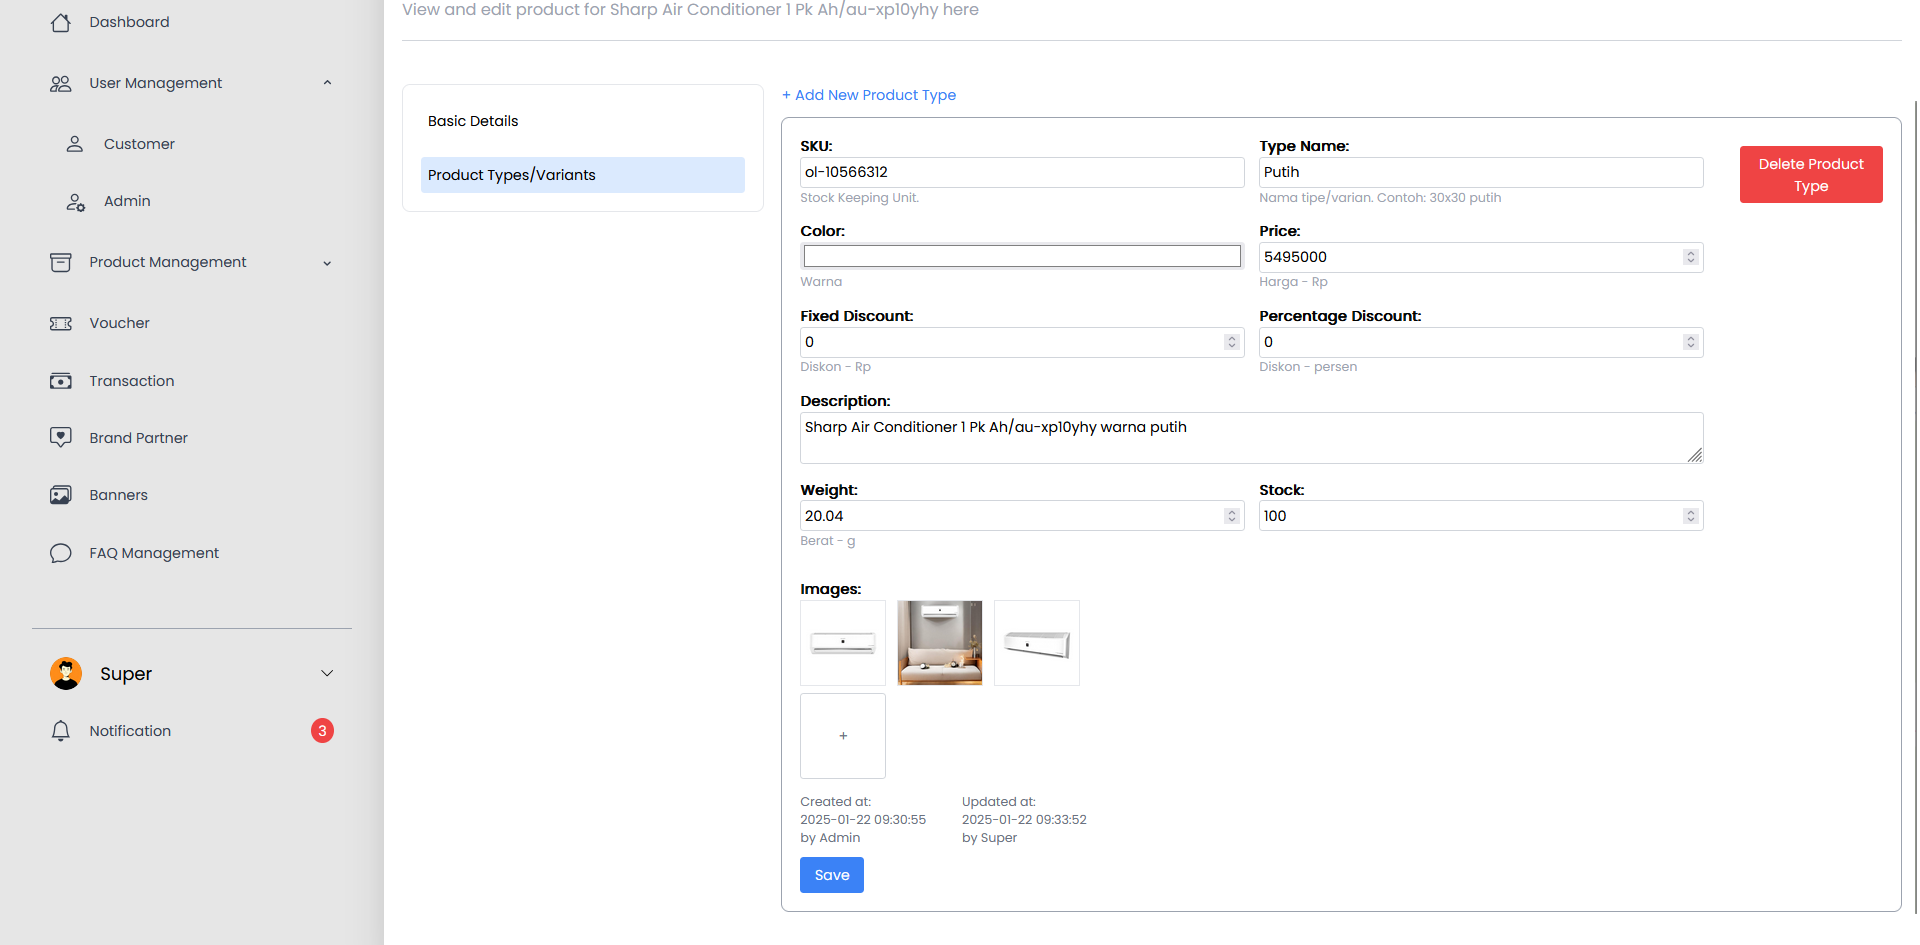 View and edit product for Sharp Air Conditioner 1 Pk Ah/au-xp10yhy here
Dashboard
User Management
Customer
Admin
Product Management
Voucher
Transaction
Brand Partner
Banners
FAQ Management
Super
Notification
3
Basic Details
Product Types/Variants
+ Add New Product Type
SKU:
ol-10566312
Stock Keeping Unit.
Type Name:
Putih
Nama tipe/varian. Contoh: 30x30 putih
Delete Product
Type
Color:
Warna
Price:
5495000
Harga - Rp
Fixed Discount:
0
Diskon - Rp
Percentage Discount:
0
Diskon - persen
Description:
Sharp Air Conditioner 1 Pk Ah/au-xp10yhy warna putih
Weight:
20.04
Berat - g
Stock:
100
Images:
+
Created at:
2025-01-22 09:30:55
by Admin
Updated at:
2025-01-22 09:33:52
by Super
Save